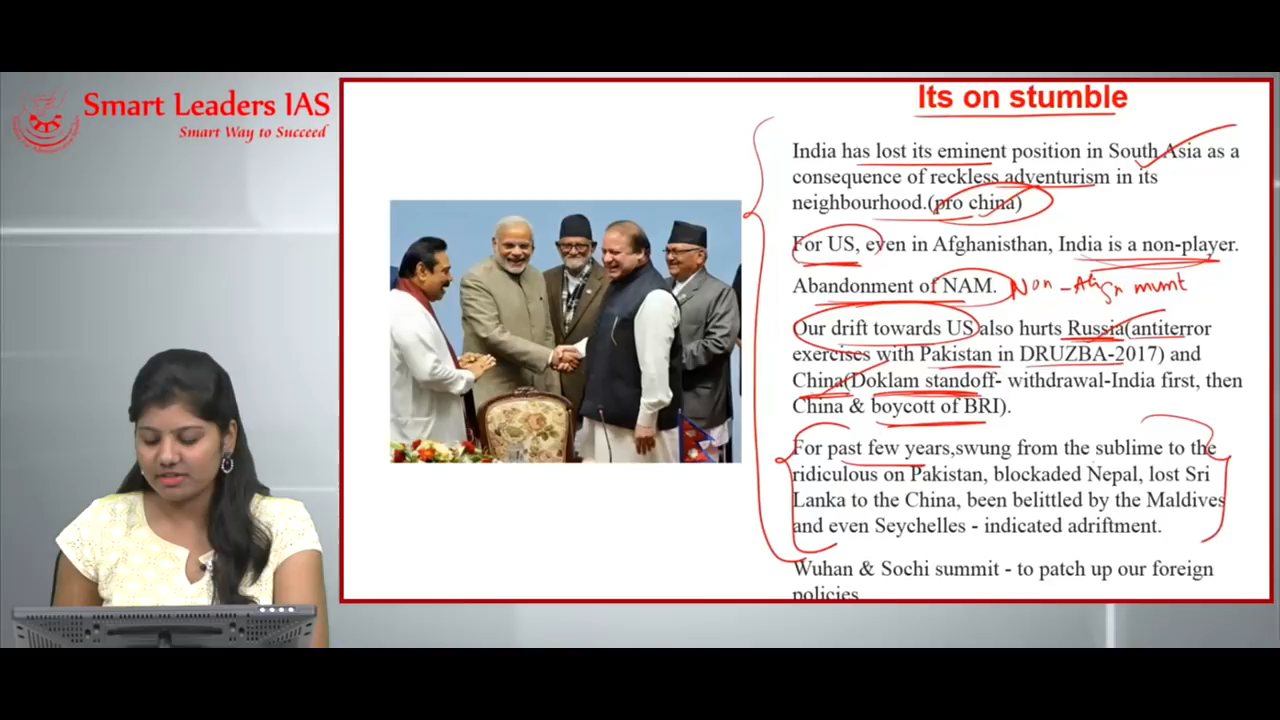 Smart Leaders IAS
Smart Way to Succeed
Its on stumble
India has lost its eminent position in South Asia as a
consequence of reckless adventurism in its
neighbourhood.(pro china)
For US, even in Afghanisthan, India is a non-player.
Abandonment of NAM. Non-Alignment
Our drift towards US also hurts Russia(antiterror
exercises with Pakistan in DRUZBA-2017) and
China(Doklam standoff- withdrawal-India first, then
China & boycott of BRI).
For past few years,swung from the sublime to the
ridiculous on Pakistan, blockaded Nepal, lost Sri
Lanka to the China, been belittled by the Maldives
and even Seychelles - indicated adriftment.
Wuhan & Sochi summit - to patch up our foreign
policies